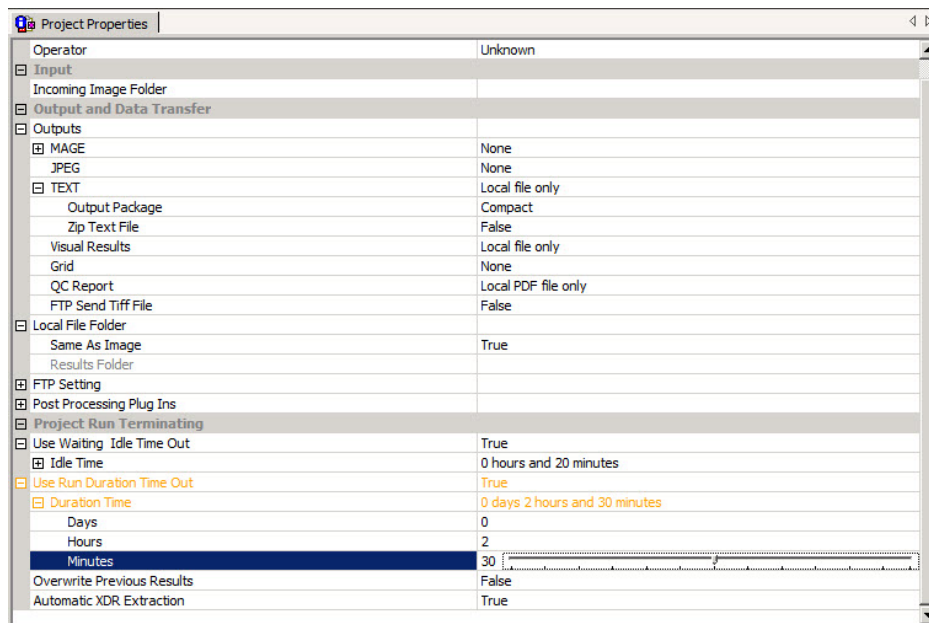 Project Properties
Operator Unknown
Input
Incoming Image Folder
Output and Data Transfer
Outputs
MAGE None
JPEG None
TEXT Local file only
Output Package Compact
Zip Text File False
Visual Results Local file only
Grid None
QC Report Local PDF file only
FTP Send Tiff File False
Local File Folder
Same As Image True
Results Folder
FTP Setting
Post Processing Plug Ins
Project Run Terminating
Use Waiting Idle Time Out True
Idle Time 0 hours and 20 minutes
Use Run Duration Time Out True
Duration Time 0 days 2 hours and 30 minutes
Days 0
Hours 2
Minutes 30
Overwrite Previous Results False
Automatic XDR Extraction True